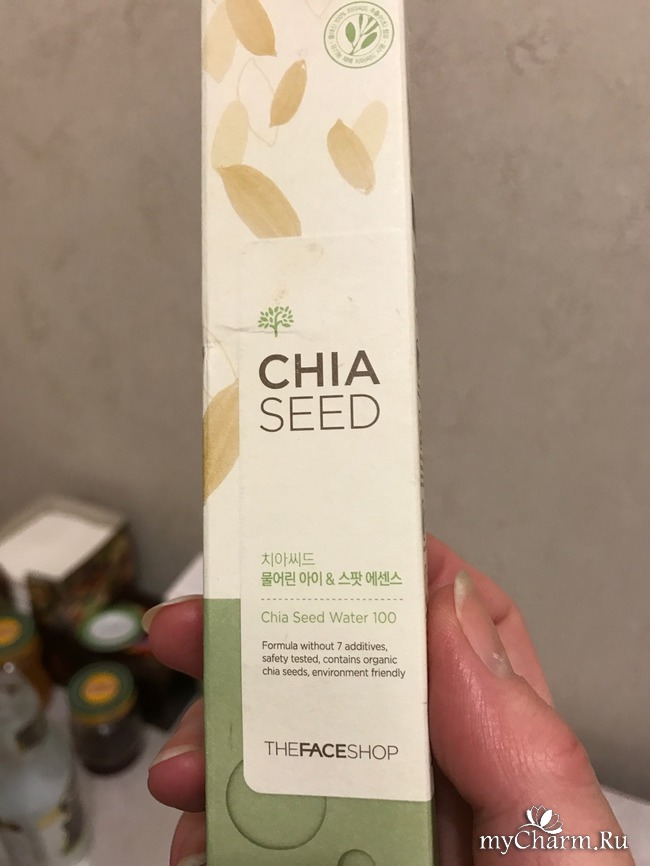 CHIA
SEED
치아씨드
물어린 아이 & 스팟 에센스
Chia Seed Water 100
Formula without 7 additives,
safety tested, contains organic
chia seeds, environment friendly
THEFACESHOP
myCharm.Ru